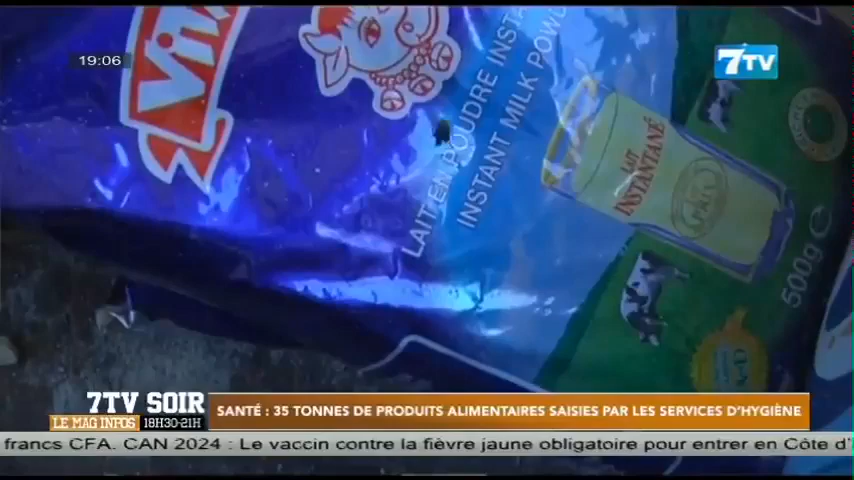 19:06
7TV
LAIT EN POUDRE
INSTANT MILK
LAIT
INSTANTANÉ
500g e
7TV SOIR
LE MAG INFOS 18H30-21H
SANTÉ : 35 TONNES DE PRODUITS ALIMENTAIRES SAISIES PAR LES SERVICES D'HYGIÈNE
francs CFA. CAN 2024 : Le vaccin contre la fièvre jaune obligatoire pour entrer en Côte d'